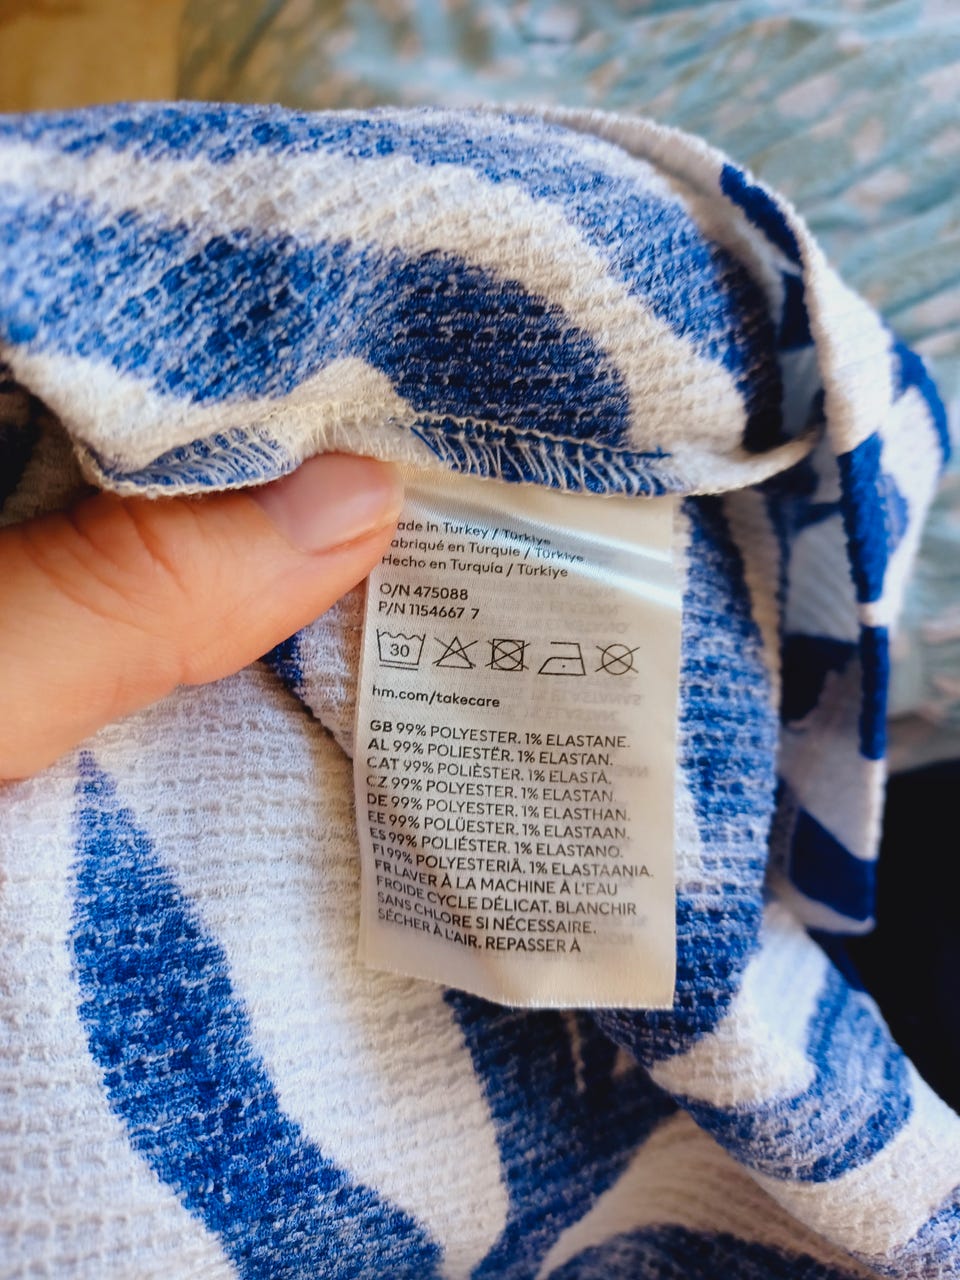 ade in Turkey / Türkiye
abriqué en Turquie / Türkiye
Hecho en Turquía / Türkiye
O/N 475088
P/N 1154667 7
30
hm.com/takecare
GB 99% POLYESTER. 1% ELASTANE.
AL 99% POLIESTËR. 1% ELASTAN.
CAT 99% POLIÈSTER. 1% ELASTÀ.
CZ 99% POLYESTER. 1% ELASTAN.
DE 99% POLYESTER. 1% ELASTHAN.
EE 99% POLÜESTER. 1% ELASTAAN.
ES 99% POLIÉSTER. 1% ELASTANO.
FI 99% POLYESTERIÄ. 1% ELASTAANIA.
FR LAVER À LA MACHINE À L'EAU
FROIDE CYCLE DÉLICAT, BLANCHIR
SANS CHLORE SI NÉCESSAIRE.
SÉCHER À L'AIR, REPASSER À